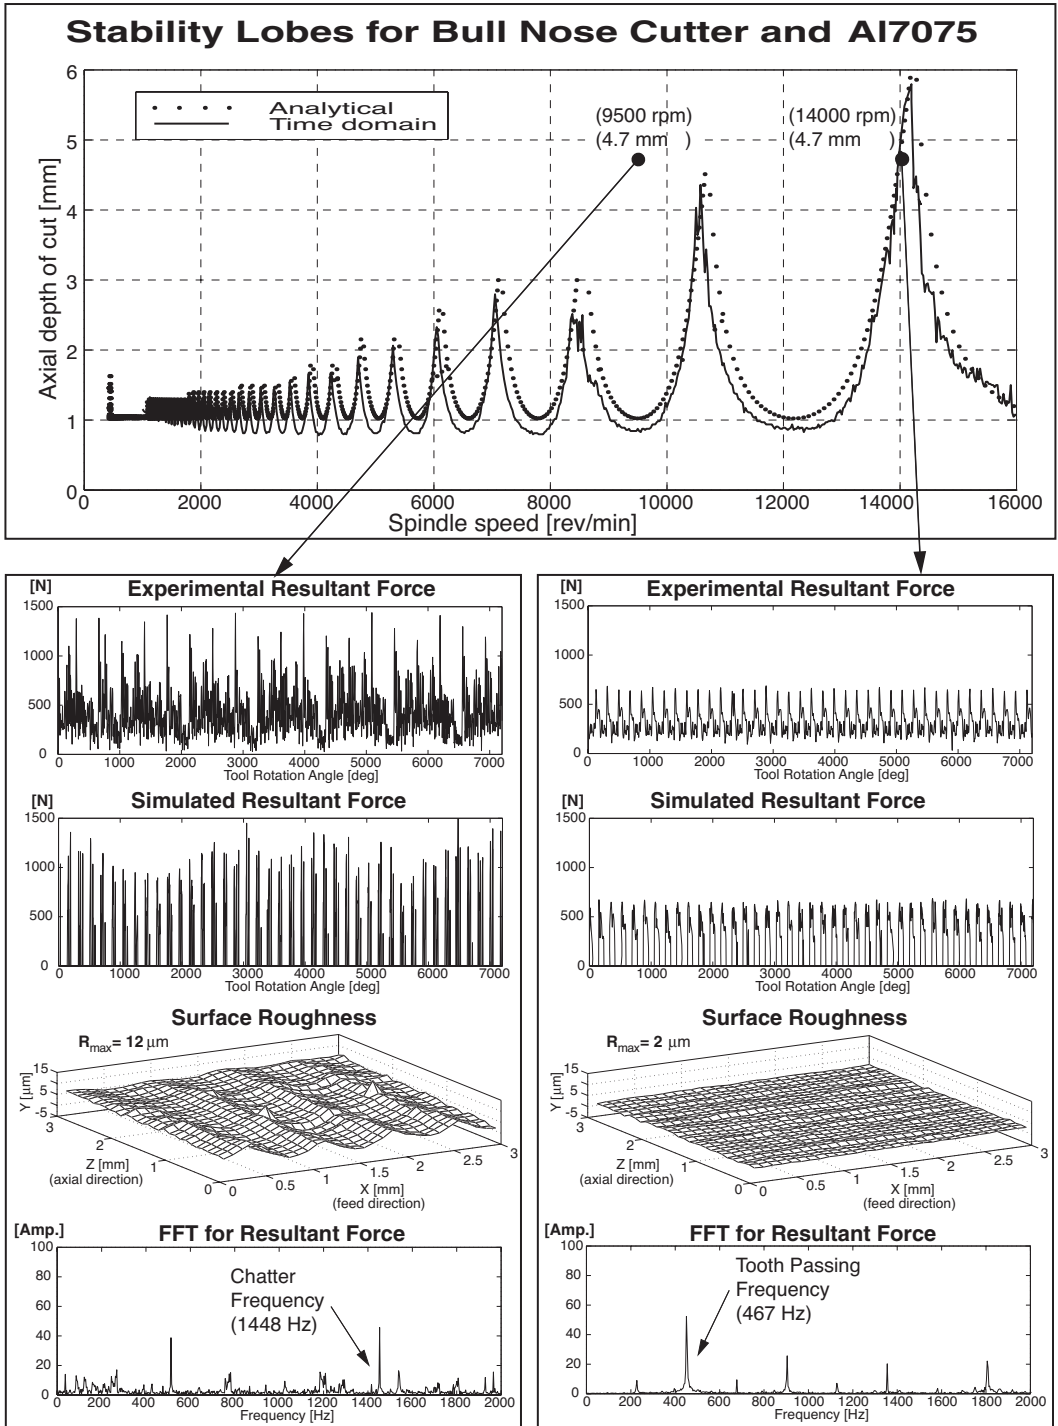 Stability Lobes for Bull Nose Cutter and Al7075
Axial depth of cut [mm]
6
5
4
3
2
1
0
Analytical
Time domain
(9500 rpm)
(4.7 mm )
(14000 rpm)
(4.7 mm )
0 2000 4000 6000 8000 10000 12000 14000 16000
Spindle speed [rev/min]
[N] Experimental Resultant Force
1500
1000
500
0
0 1000 2000 3000 4000 5000 6000 7000
Tool Rotation Angle [deg]
[N] Simulated Resultant Force
1500
1000
500
0
0 1000 2000 3000 4000 5000 6000 7000
Tool Rotation Angle [deg]
Surface Roughness
Rmax= 12 μm
Y [μm]
15
5
-5
3
2
1
0
Z [mm]
(axial direction)
0 0.5 1 1.5 2 2.5 3
X [mm]
(feed direction)
[Amp.] FFT for Resultant Force
100
80
60
40
20
0
Chatter
Frequency
(1448 Hz)
0 200 400 600 800 1000 1200 1400 1600 1800 2000
Frequency [Hz]
[N] Experimental Resultant Force
1500
1000
500
0
0 1000 2000 3000 4000 5000 6000 7000
Tool Rotation Angle [deg]
[N] Simulated Resultant Force
1500
1000
500
0
0 1000 2000 3000 4000 5000 6000 7000
Tool Rotation Angle [deg]
Surface Roughness
Rmax= 2 μm
Y [μm]
15
5
-5
3
2
1
0
Z [mm]
(axial direction)
0 0.5 1 1.5 2 2.5 3
X [mm]
(feed direction)
[Amp.] FFT for Resultant Force
100
80
60
40
20
0
Tooth Passing
Frequency
(467 Hz)
0 200 400 600 800 1000 1200 1400 1600 1800 2000
Frequency [Hz]